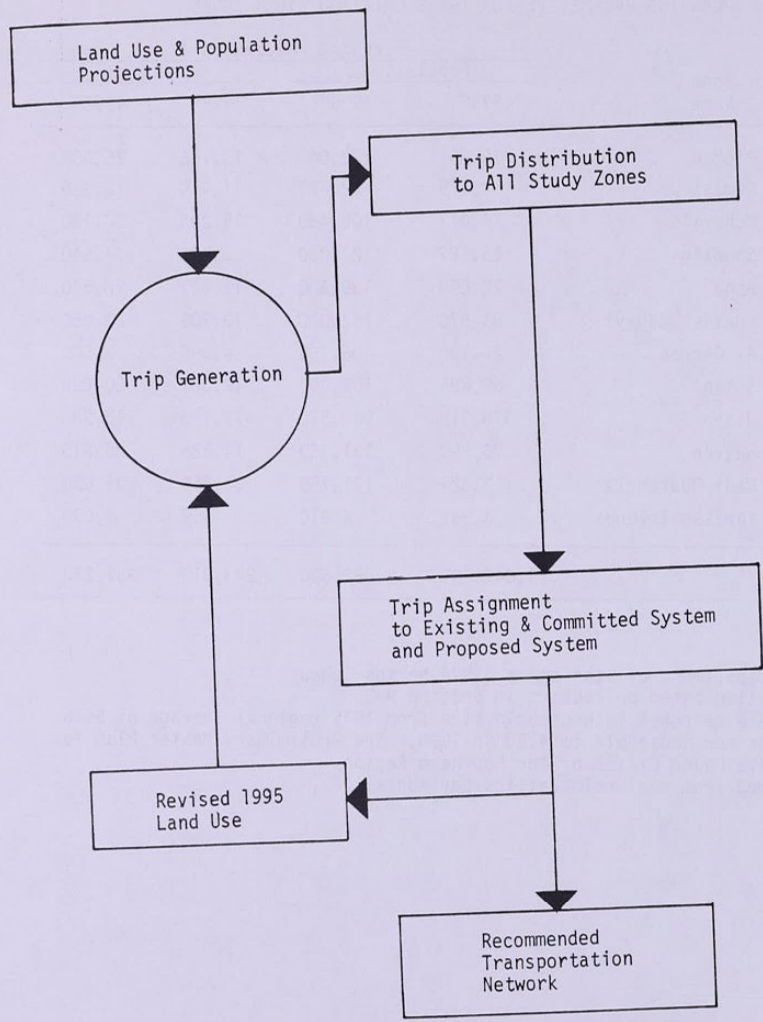 Land Use & Population
Projections
Trip Distribution
to All Study Zones
Trip Generation
Trip Assignment
to Existing & Committed System
and Proposed System
Revised 1995
Land Use
Recommended
Transportation
Network